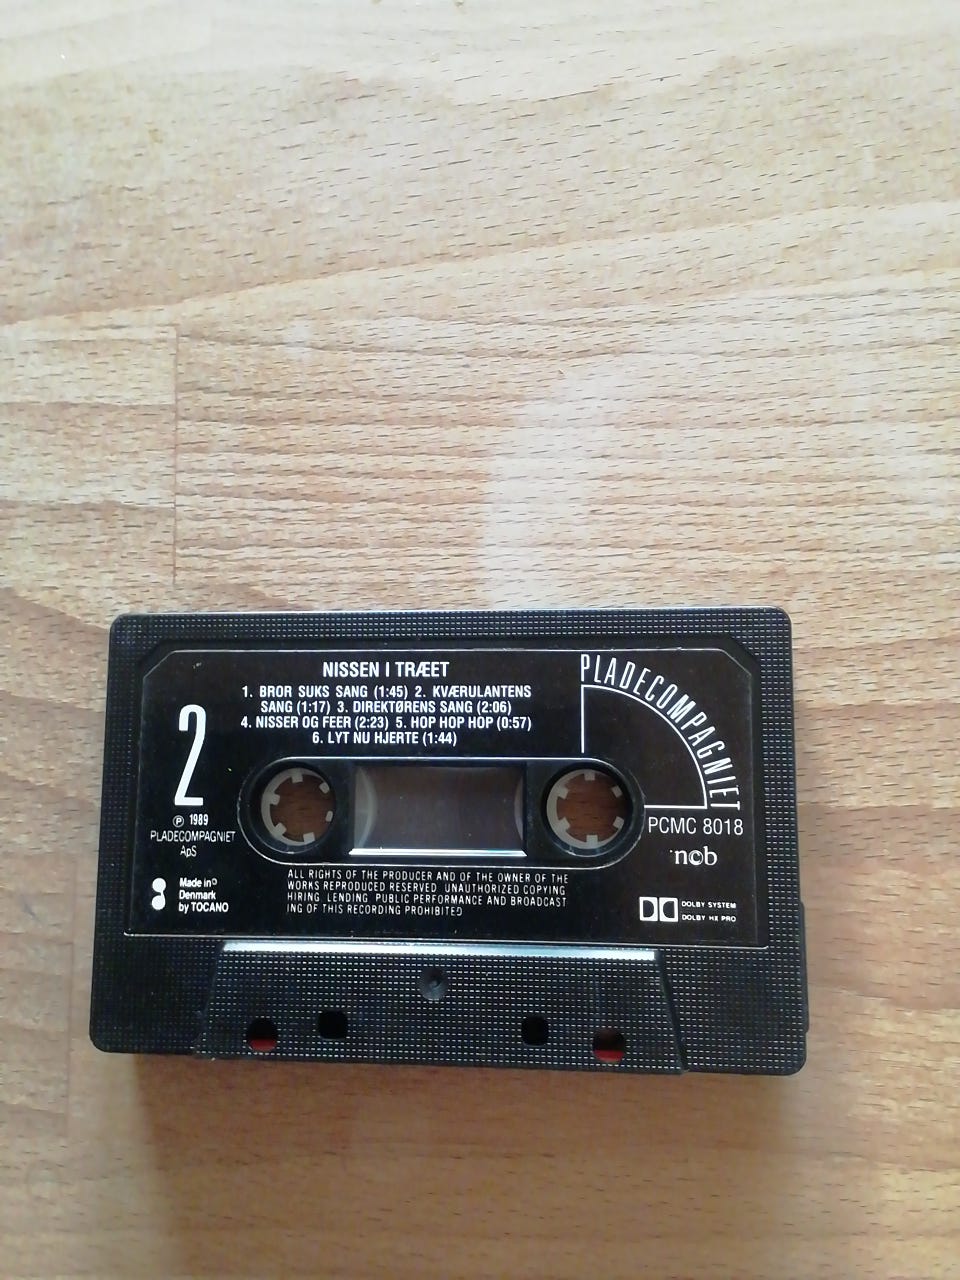 NISSEN I TRÆET
1. BROR SUKS SANG (1:45) 2. KVÆRULANTENS
SANG (1:17) 3. DIREKTØRENS SANG (2:06)
4. NISSER OG FEER (2:23) 5. HOP HOP HOP (0:57)
6. LYT NU HJERTE (1:44)
PLADECOMPAGNIET
2
℗ 1989
PLADECOMPAGNIET
ApS
Made in
Denmark
by TOCANO
PCMC 8018
n©b
ALL RIGHTS OF THE PRODUCER AND OF THE OWNER OF THE
WORKS REPRODUCED RESERVED UNAUTHORIZED COPYING
HIRING LENDING PUBLIC PERFORMANCE AND BROADCAST
ING OF THIS RECORDING PROHIBITED
DOLBY SYSTEM
DOLBY HX PRO